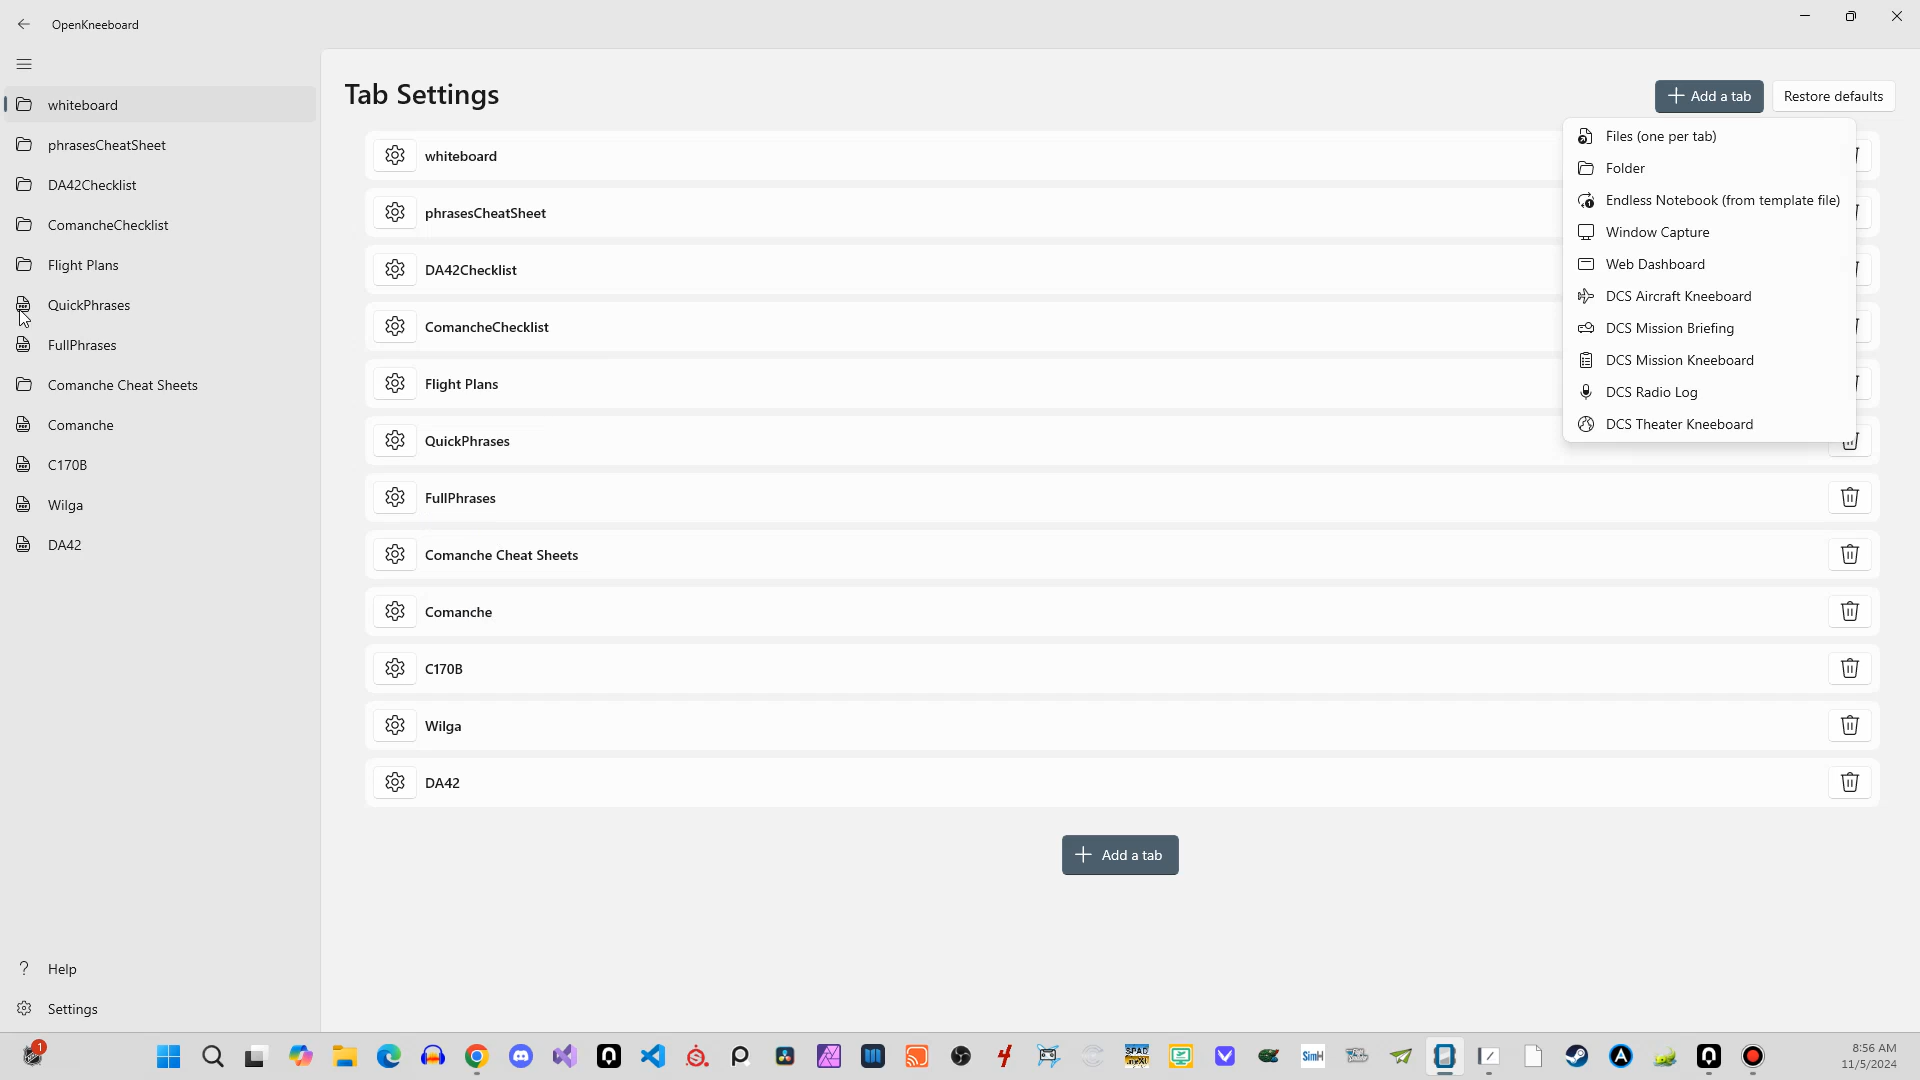 OpenKneeboard
whiteboard
phrasesCheatSheet
DA42Checklist
ComancheChecklist
Flight Plans
QuickPhrases
FullPhrases
Comanche Cheat Sheets
Comanche
C170B
Wilga
DA42
Help
Settings
Tab Settings
Add a tab
Restore defaults
Files (one per tab)
Folder
Endless Notebook (from template file)
Window Capture
Web Dashboard
DCS Aircraft Kneeboard
DCS Mission Briefing
DCS Mission Kneeboard
DCS Radio Log
DCS Theater Kneeboard
whiteboard
phrasesCheatSheet
DA42Checklist
ComancheChecklist
Flight Plans
QuickPhrases
FullPhrases
Comanche Cheat Sheets
Comanche
C170B
Wilga
DA42
Add a tab
1
SPAD
SimH
8:56 AM
11/5/2024